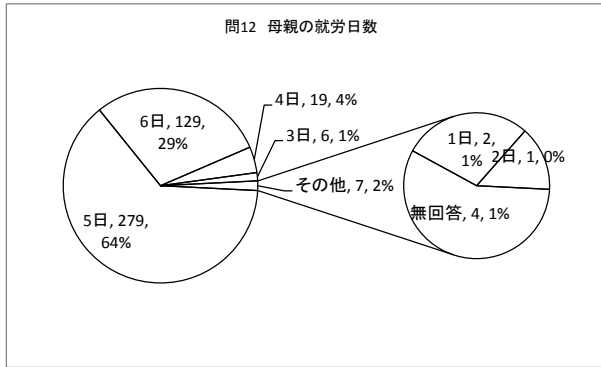 問12 母親の就労日数
6日, 129,
29%
4日, 19, 4%
3日, 6, 1%
その他, 7, 2%
5日, 279,
64%
1日, 2,
1%
2日, 1, 0%
無回答, 4, 1%